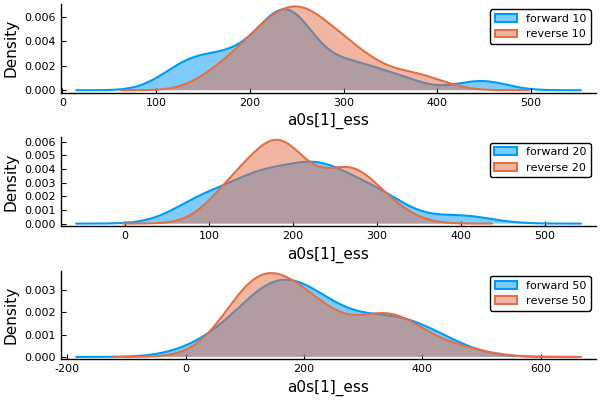 0.006
0.004
0.002
0.000
Density
0 100 200 300 400 500
a0s[1]_ess
forward 10
reverse 10
0.006
0.005
0.004
0.003
0.002
0.001
0.000
Density
0 100 200 300 400 500
a0s[1]_ess
forward 20
reverse 20
0.003
0.002
0.001
0.000
Density
-200 0 200 400 600
a0s[1]_ess
forward 50
reverse 50